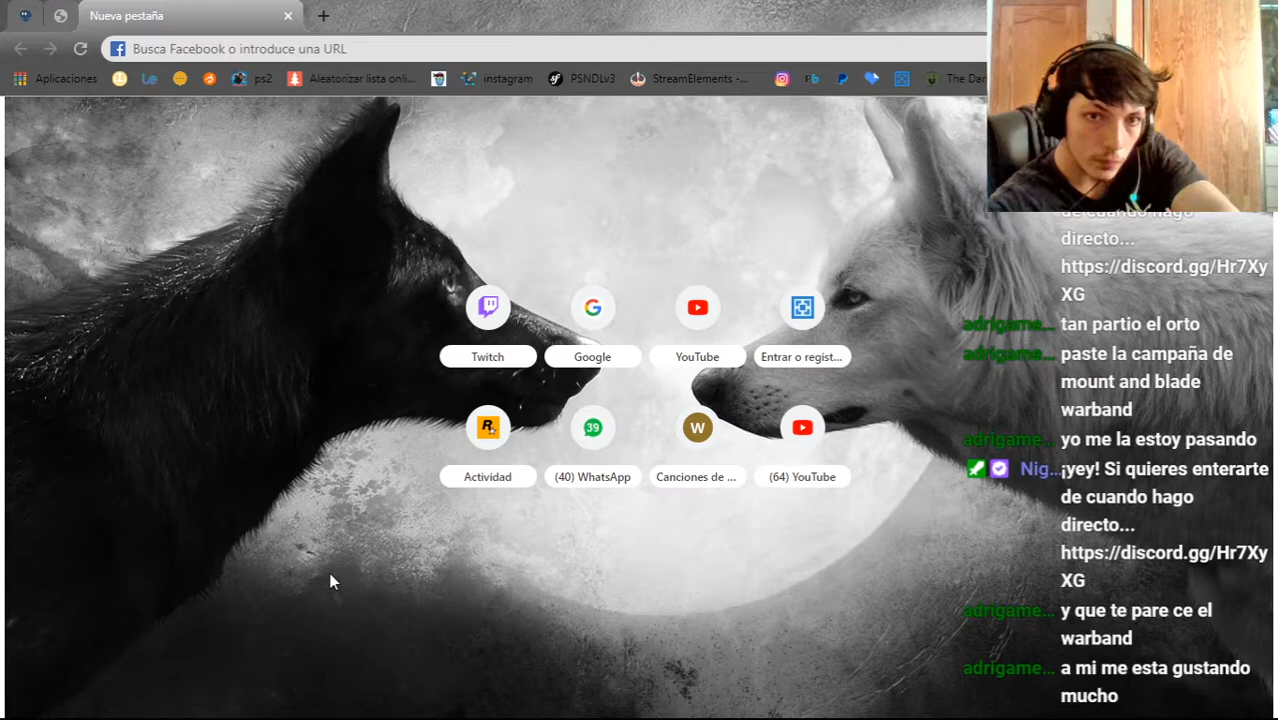 Nueva pestaña
Busca Facebook o introduce una URL
Aplicaciones
ps2
Aleatorizar lista onli...
instagram
PSNDLv3
StreamElements -...
The Dar
Twitch
Google
YouTube
Entrar o regist...
39
W
Actividad
(40) WhatsApp
Canciones de ...
(64) YouTube
de cuando hago
directo...
https://discord.gg/Hr7Xy
XG
adrigame... tan partio el orto
adrigame... paste la campaña de
mount and blade
warband
adrigame... yo me la estoy pasando
Nig... ¡yey! Si quieres enterarte
de cuando hago
directo...
https://discord.gg/Hr7Xy
XG
adrigame... y que te pare ce el
warband
adrigame... a mi me esta gustando
mucho